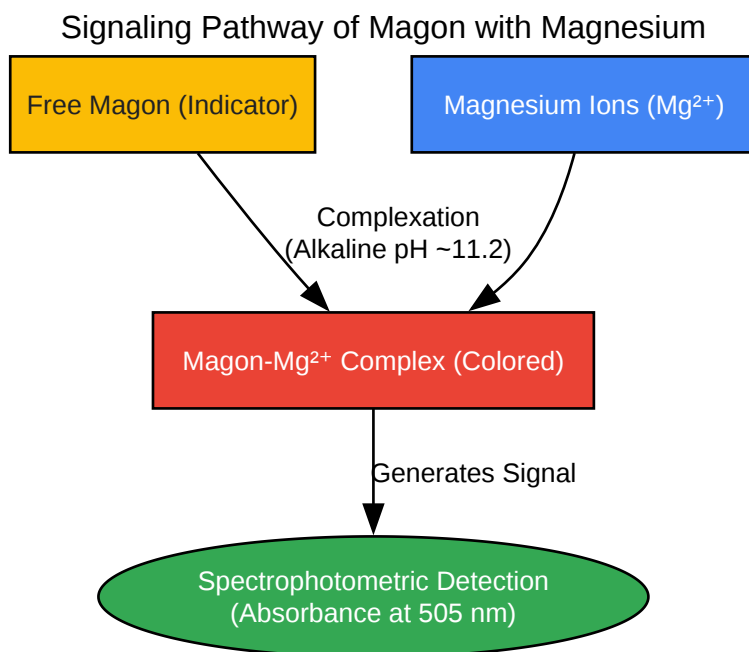 Signaling Pathway of Magon with Magnesium
Free Magon (Indicator)
Magnesium Ions (Mg²⁺)
Complexation
(Alkaline pH ~11.2)
Magon-Mg²⁺ Complex (Colored)
Generates Signal
Spectrophotometric Detection
(Absorbance at 505 nm)